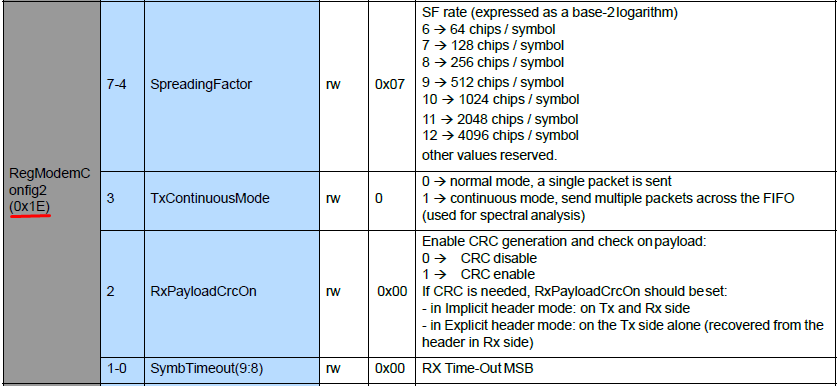 RegModemC
onfig2
(0x1E)
7-4
SpreadingFactor
rw
0x07
SF rate (expressed as a base-2 logarithm)
6 → 64 chips / symbol
7 → 128 chips / symbol
8 → 256 chips / symbol
9 → 512 chips / symbol
10 → 1024 chips / symbol
11 → 2048 chips / symbol
12 → 4096 chips / symbol
other values reserved.
3
TxContinuousMode
rw
0
0 → normal mode, a single packet is sent
1 → continuous mode, send multiple packets across the FIFO
(used for spectral analysis)
2
RxPayloadCrcOn
rw
0x00
Enable CRC generation and check on payload:
0 → CRC disable
1 → CRC enable
If CRC is needed, RxPayloadCrcOn should be set:
- in Implicit header mode: on Tx and Rx side
- in Explicit header mode: on the Tx side alone (recovered from the
header in Rx side)
1-0
SymbTimeout(9:8)
rw
0x00
RX Time-Out MSB